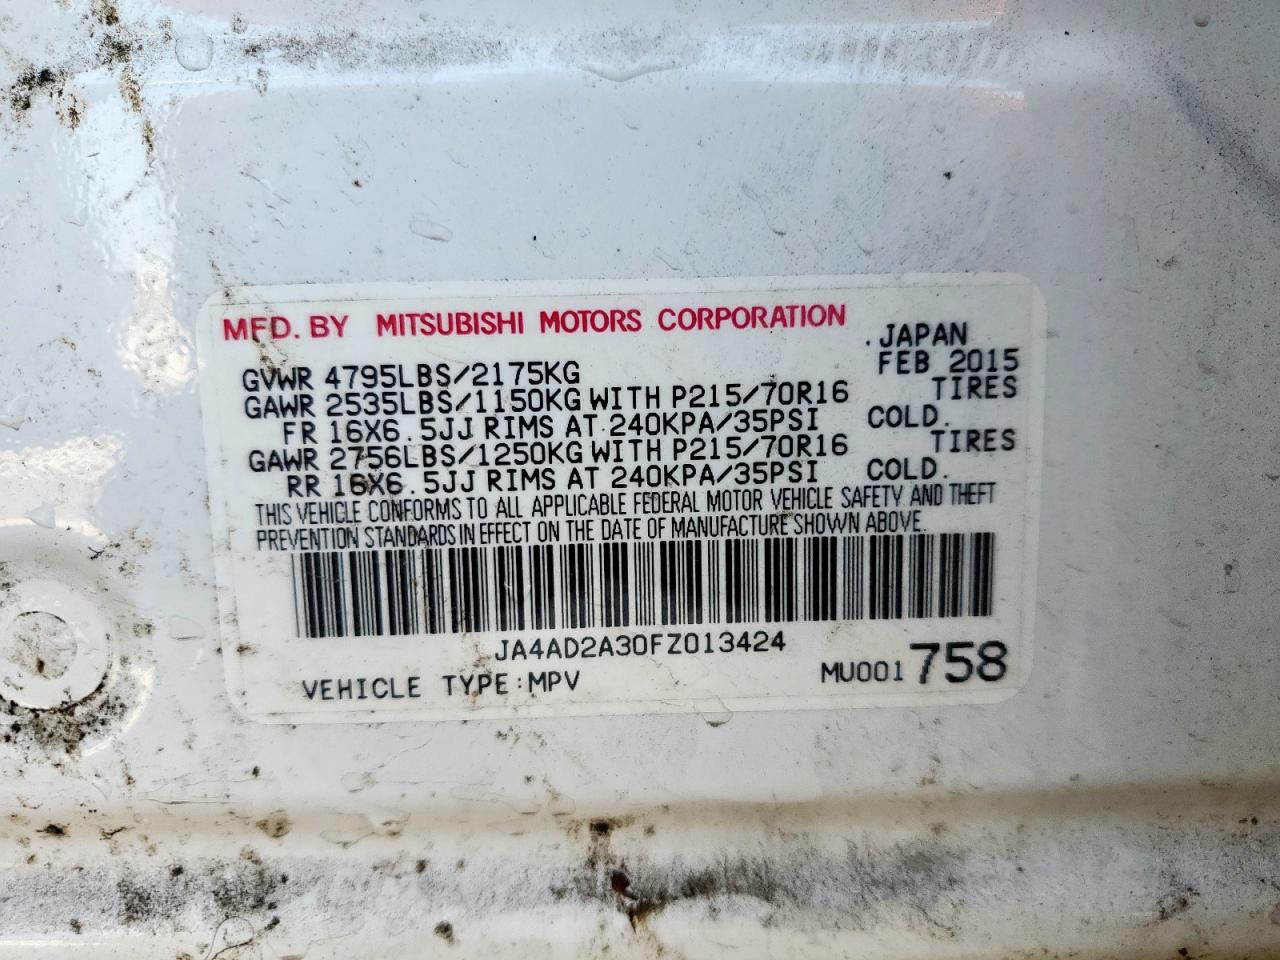 MFD. BY MITSUBISHI MOTORS CORPORATION
. JAPAN
FEB 2015
GVWR 4795LBS/2175KG
GAWR 2535LBS/1150KG WITH P215/70R16 TIRES
FR 16X6.5JJ RIMS AT 240KPA/35PSI COLD.
GAWR 2756LBS/1250KG WITH P215/70R16 TIRES
RR 16X6.5JJ RIMS AT 240KPA/35PSI COLD.
THIS VEHICLE CONFORMS TO ALL APPLICABLE FEDERAL MOTOR VEHICLE SAFETY AND THEFT
PREVENTION STANDARDS IN EFFECT ON THE DATE OF MANUFACTURE SHOWN ABOVE.
JA4AD2A30FZ013424
VEHICLE TYPE:MPV
MU001758